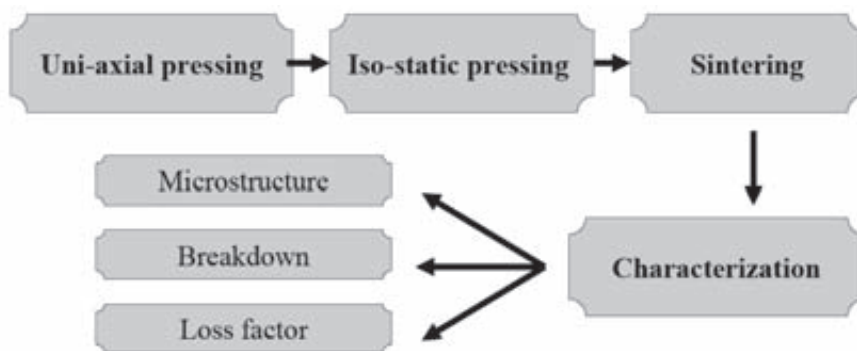 Uni-axial pressing
Iso-static pressing
Sintering
Characterization
Microstructure
Breakdown
Loss factor